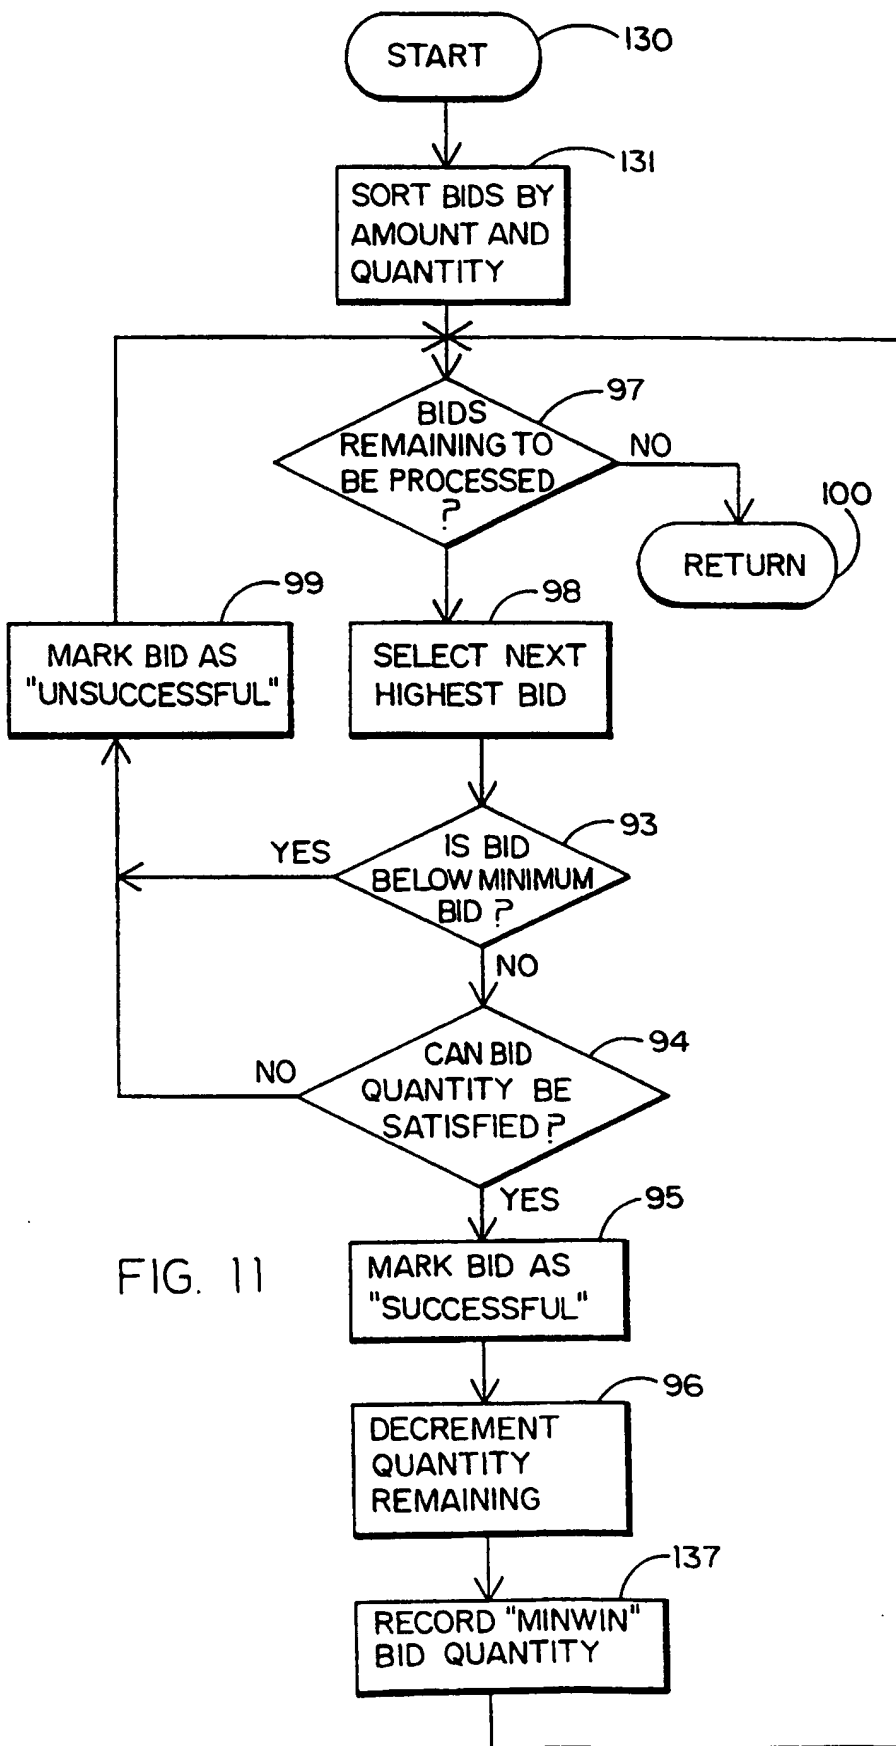 START
130
131
SORT BIDS BY
AMOUNT AND
QUANTITY
97
BIDS
REMAINING TO
BE PROCESSED
?
NO
100
RETURN
99
MARK BID AS
"UNSUCCESSFUL"
98
SELECT NEXT
HIGHEST BID
93
YES
IS BID
BELOW MINIMUM
BID ?
NO
94
NO
CAN BID
QUANTITY BE
SATISFIED?
YES
95
MARK BID AS
"SUCCESSFUL"
FIG. 11
96
DECREMENT
QUANTITY
REMAINING
137
RECORD "MINWIN"
BID QUANTITY